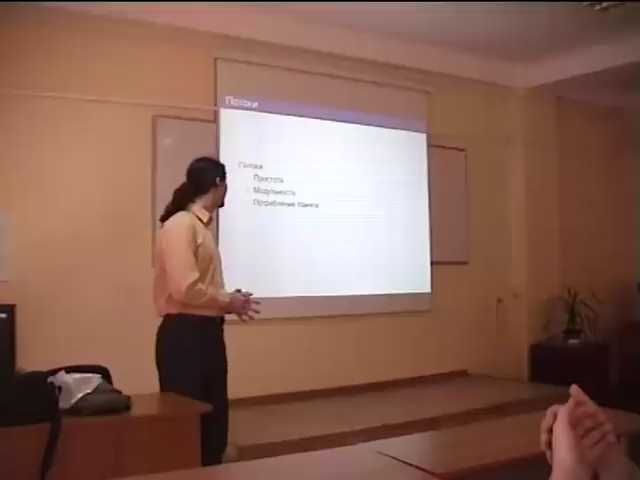 Потоки
Потоки
Простота
Модульность
Потребление памяти